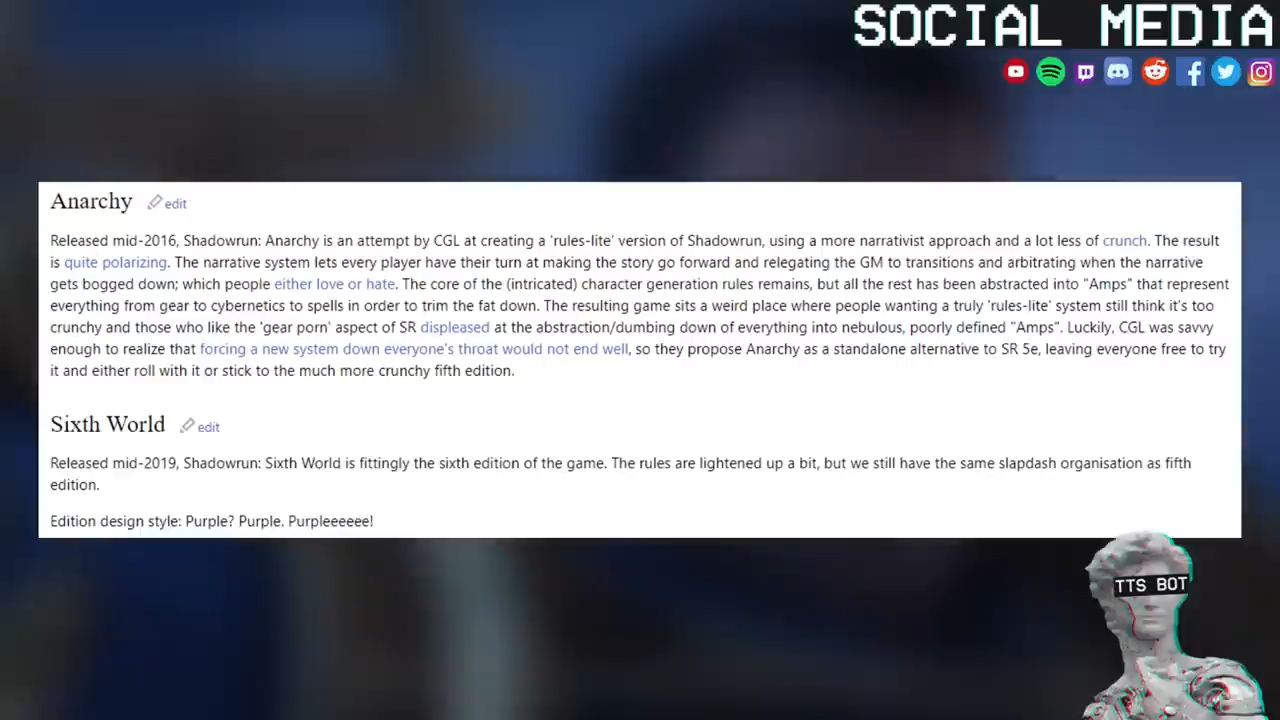 SOCIAL MEDIA
Anarchy edit
Released mid-2016, Shadowrun: Anarchy is an attempt by CGL at creating a 'rules-lite' version of Shadowrun, using a more narrativist approach and a lot less of crunch. The result
is quite polarizing. The narrative system lets every player have their turn at making the story go forward and relegating the GM to transitions and arbitrating when the narrative
gets bogged down; which people either love or hate. The core of the (intricated) character generation rules remains, but all the rest has been abstracted into "Amps" that represent
everything from gear to cybernetics to spells in order to trim the fat down. The resulting game sits a weird place where people wanting a truly 'rules-lite' system still think it's too
crunchy and those who like the 'gear porn' aspect of SR displeased at the abstraction/dumbing down of everything into nebulous, poorly defined "Amps". Luckily, CGL was savvy
enough to realize that forcing a new system down everyone's throat would not end well, so they propose Anarchy as a standalone alternative to SR 5e, leaving everyone free to try
it and either roll with it or stick to the much more crunchy fifth edition.
Sixth World edit
Released mid-2019, Shadowrun: Sixth World is fittingly the sixth edition of the game. The rules are lightened up a bit, but we still have the same slapdash organisation as fifth
edition.
Edition design style: Purple? Purple. Purpleeeeee!
TTS BOT